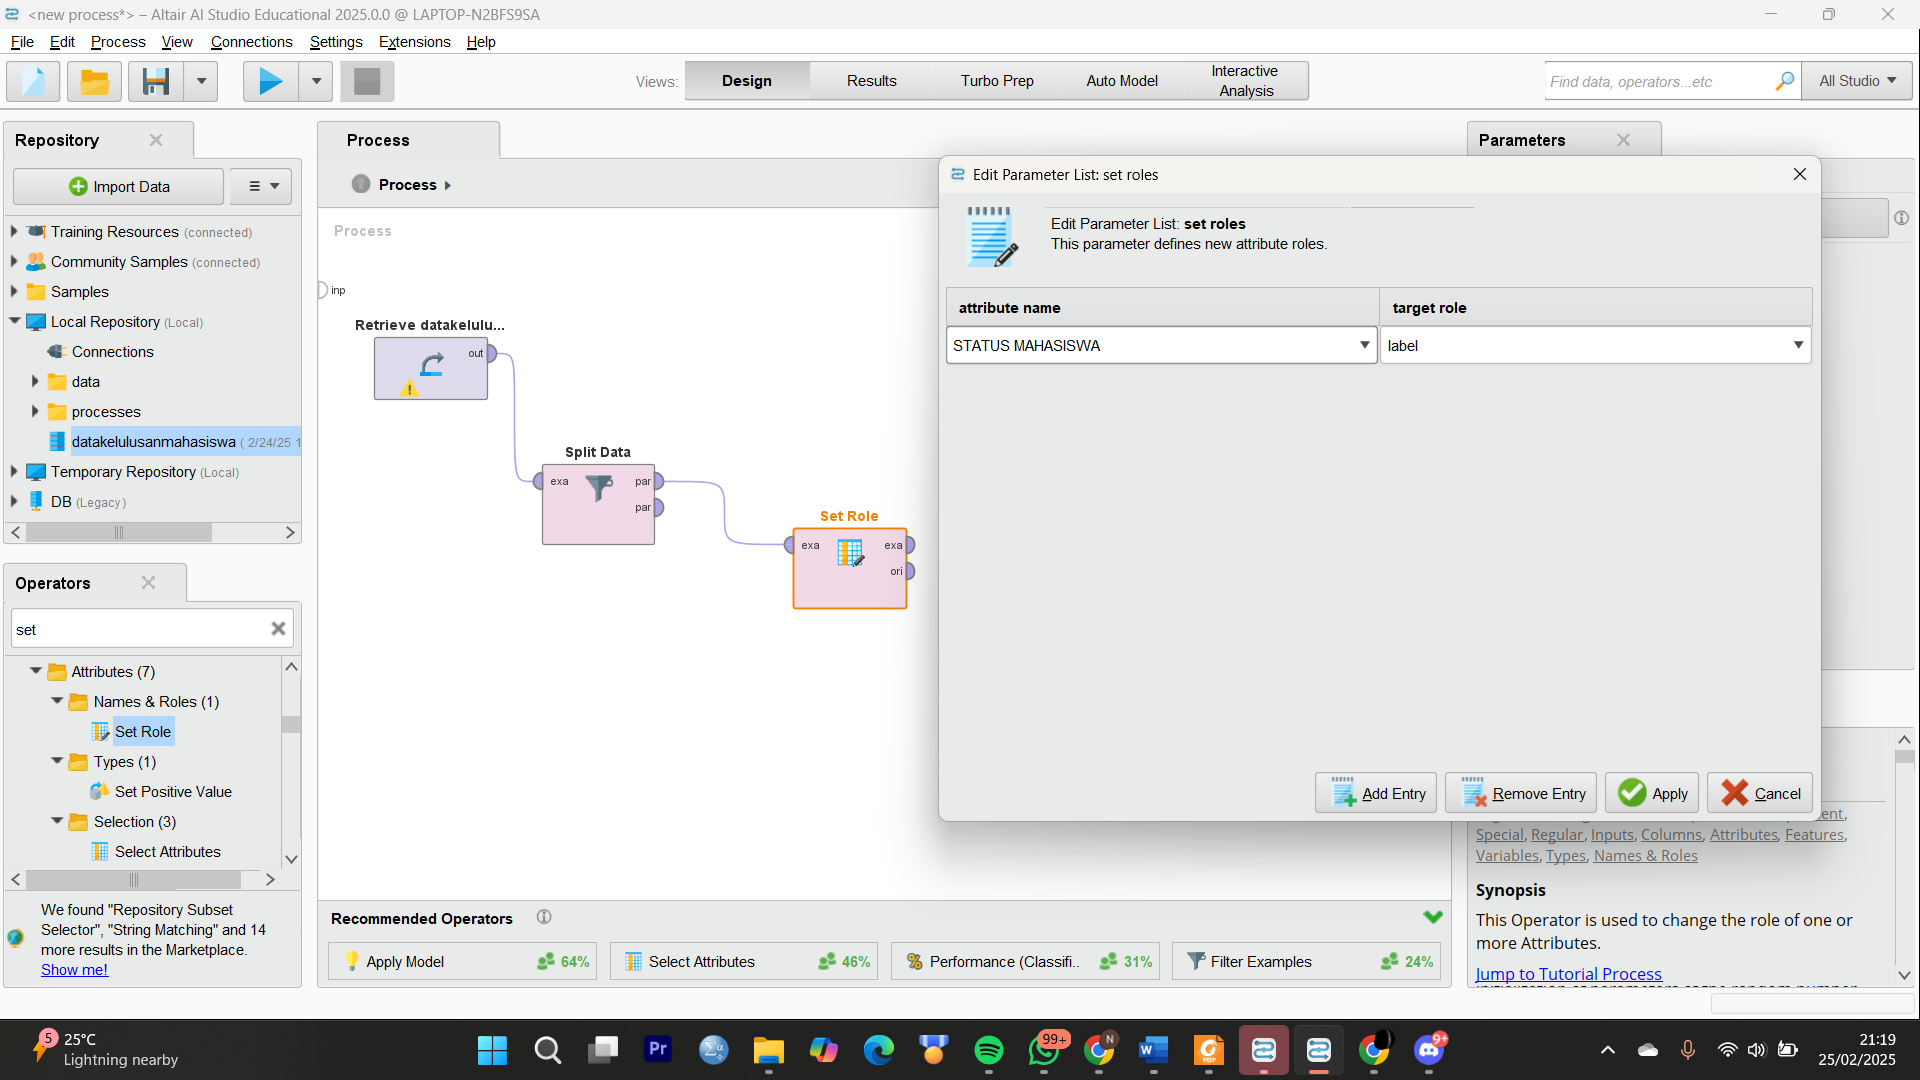 <new process*> – Altair AI Studio Educational 2025.0.0 @ LAPTOP-N2BFS9SA
File Edit Process View Connections Settings Extensions Help
Views: Design Results Turbo Prep Auto Model Interactive Analysis
Find data, operators...etc All Studio
Repository
Import Data
Training Resources (connected)
Community Samples (connected)
Samples
Local Repository (Local)
Connections
data
processes
datakelulusanmahasiswa ( 2/24/25 1
Temporary Repository (Local)
DB (Legacy)
Operators
set
Attributes (7)
Names & Roles (1)
Set Role
Types (1)
Set Positive Value
Selection (3)
Select Attributes
We found "Repository Subset
Selector", "String Matching" and 14
more results in the Marketplace.
Show me!
Process
Process
Process
inp
Retrieve datakelulu...
out
Split Data
exa par
par
Set Role
exa exa
ori
Recommended Operators
Apply Model 64%
Select Attributes 46%
Performance (Classifi.. 31%
Filter Examples 24%
Parameters
Edit Parameter List: set roles
Edit Parameter List: set roles
This parameter defines new attribute roles.
attribute name target role
STATUS MAHASISWA label
Add Entry Remove Entry Apply Cancel
Special, Regular, Inputs, Columns, Attributes, Features,
Variables, Types, Names & Roles
Synopsis
This Operator is used to change the role of one or
more Attributes.
Jump to Tutorial Process
5
25°C
Lightning nearby
Pr
99+
N
W
PDF
9+
21:19
25/02/2025